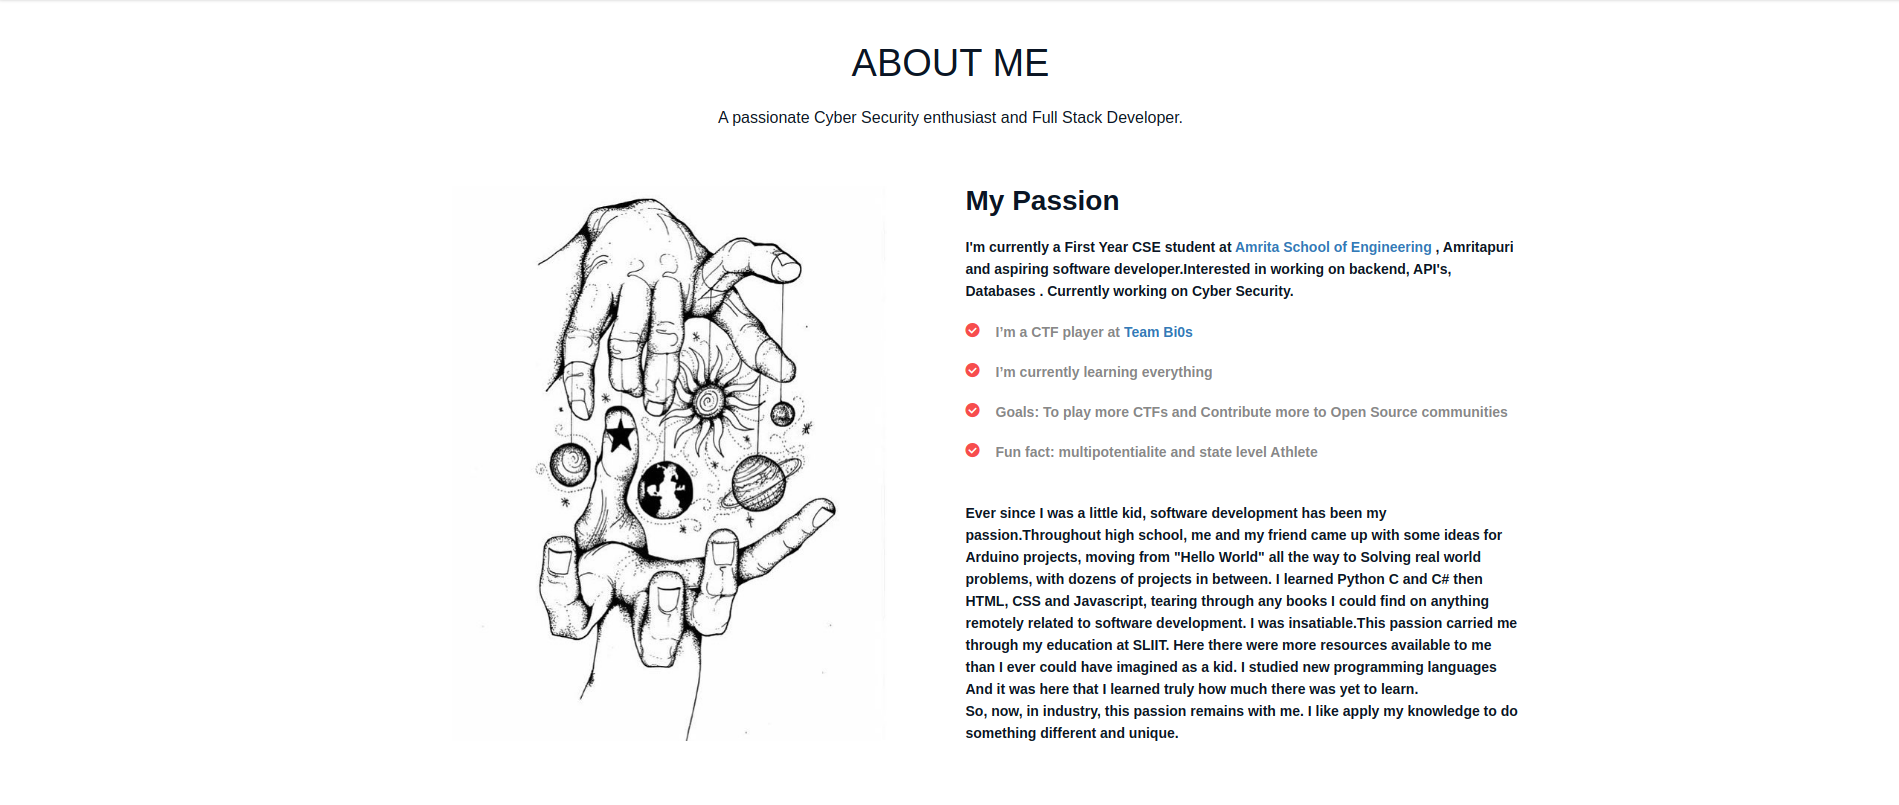 ABOUT ME
A passionate Cyber Security enthusiast and Full Stack Developer.
My Passion
I'm currently a First Year CSE student at Amrita School of Engineering , Amritapuri
and aspiring software developer.Interested in working on backend, API's,
Databases . Currently working on Cyber Security.
I’m a CTF player at Team Bi0s
I’m currently learning everything
Goals: To play more CTFs and Contribute more to Open Source communities
Fun fact: multipotentialite and state level Athlete
Ever since I was a little kid, software development has been my
passion.Throughout high school, me and my friend came up with some ideas for
Arduino projects, moving from "Hello World" all the way to Solving real world
problems, with dozens of projects in between. I learned Python C and C# then
HTML, CSS and Javascript, tearing through any books I could find on anything
remotely related to software development. I was insatiable.This passion carried me
through my education at SLIIT. Here there were more resources available to me
than I ever could have imagined as a kid. I studied new programming languages
And it was here that I learned truly how much there was yet to learn.
So, now, in industry, this passion remains with me. I like apply my knowledge to do
something different and unique.